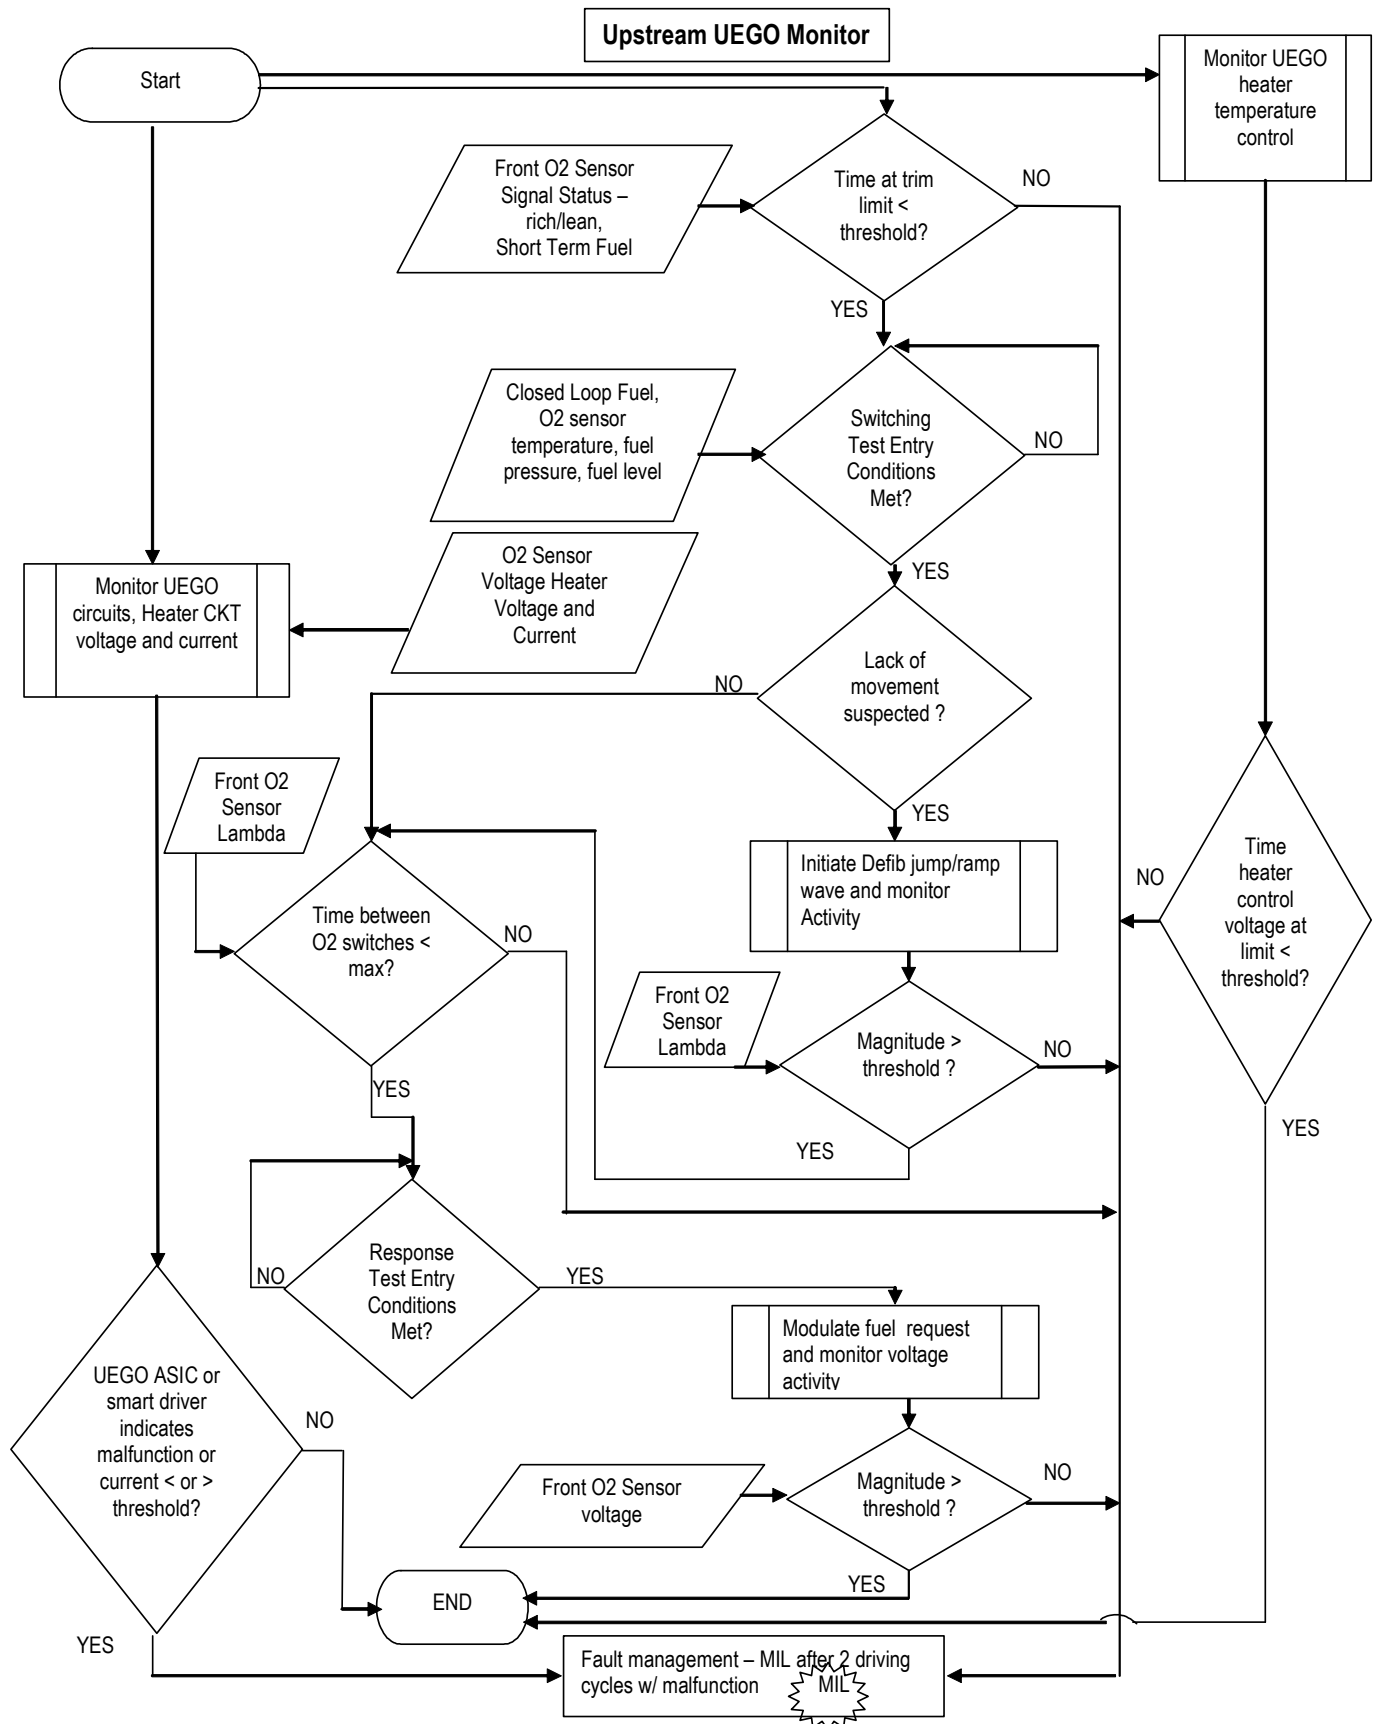 Upstream UEGO Monitor
Start
Monitor UEGO
heater
temperature
control
Front O2 Sensor
Signal Status –
rich/lean,
Short Term Fuel
Time at trim
limit <
threshold?
NO
YES
Closed Loop Fuel,
O2 sensor
temperature, fuel
pressure, fuel level
Switching
Test Entry
Conditions
Met?
NO
YES
O2 Sensor
Voltage Heater
Voltage and
Current
Monitor UEGO
circuits, Heater CKT
voltage and current
Lack of
movement
suspected ?
NO
YES
Front O2
Sensor
Lambda
Initiate Defib jump/ramp
wave and monitor
Activity
Time
heater
control
voltage at
limit <
threshold?
NO
YES
Time between
O2 switches <
max?
NO
YES
Front O2
Sensor
Lambda
Magnitude >
threshold ?
NO
YES
Response
Test Entry
Conditions
Met?
NO
YES
Modulate fuel request
and monitor voltage
activity
UEGO ASIC or
smart driver
indicates
malfunction or
current < or >
threshold?
NO
YES
Front O2 Sensor
voltage
Magnitude >
threshold ?
NO
YES
END
Fault management – MIL after 2 driving
cycles w/ malfunction
MIL